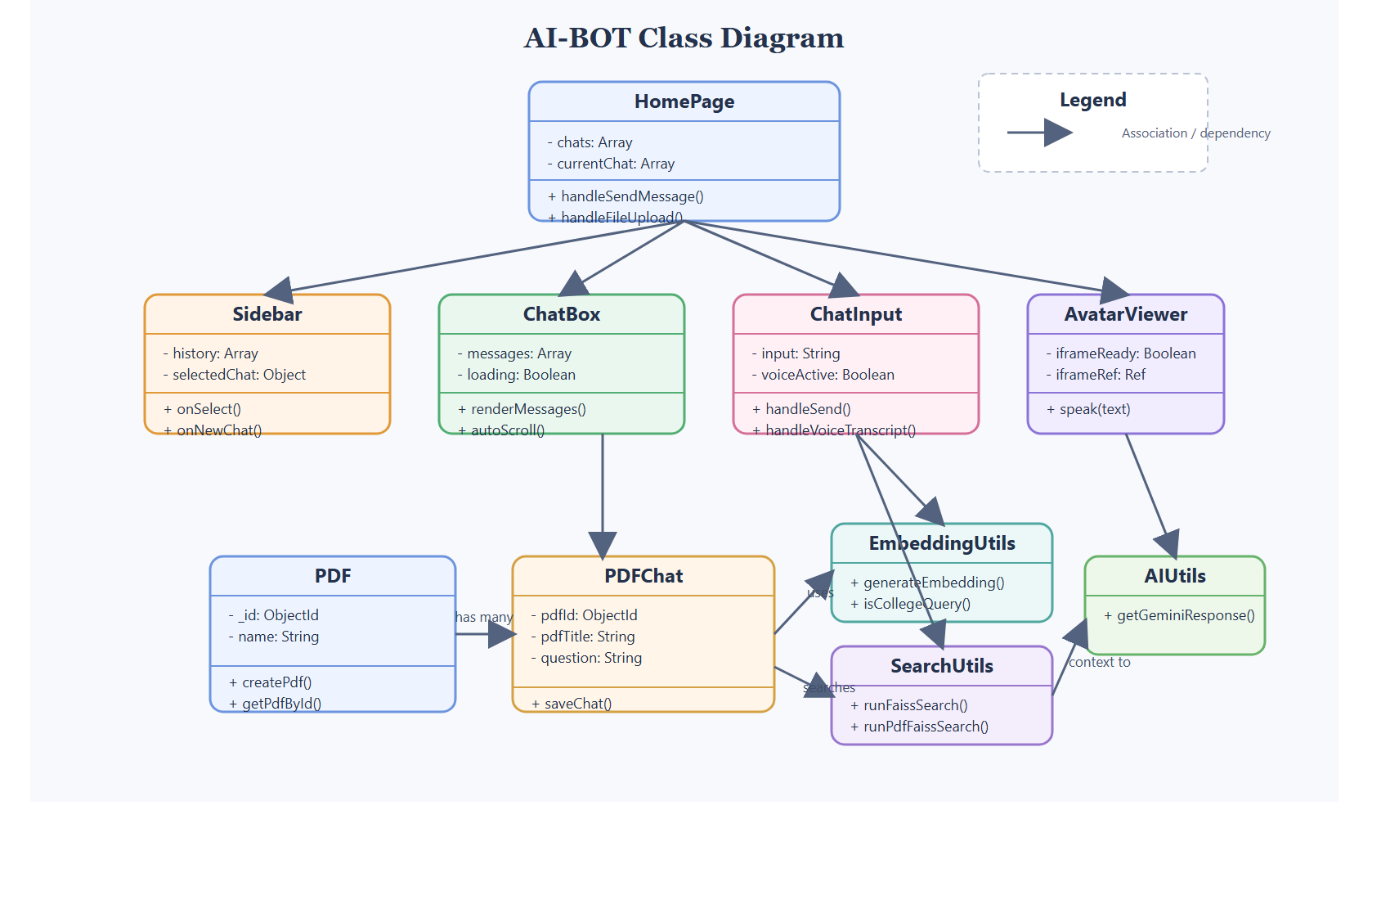 AI-BOT Class Diagram
HomePage
- chats: Array
- currentChat: Array
+ handleSendMessage()
+ handleFileUpload()
Legend
Association / dependency
Sidebar
- history: Array
- selectedChat: Object
+ onSelect()
+ onNewChat()
ChatBox
- messages: Array
- loading: Boolean
+ renderMessages()
+ autoScroll()
ChatInput
- input: String
- voiceActive: Boolean
+ handleSend()
+ handleVoiceTranscript()
AvatarViewer
- iframeReady: Boolean
- iframeRef: Ref
+ speak(text)
PDF
- _id: ObjectId
- name: String
+ createPdf()
+ getPdfById()
has many
PDFChat
- pdfId: ObjectId
- pdfTitle: String
- question: String
+ saveChat()
uses
searches
EmbeddingUtils
+ generateEmbedding()
+ isCollegeQuery()
SearchUtils
+ runFaissSearch()
+ runPdfFaissSearch()
context to
AIUtils
+ getGeminiResponse()